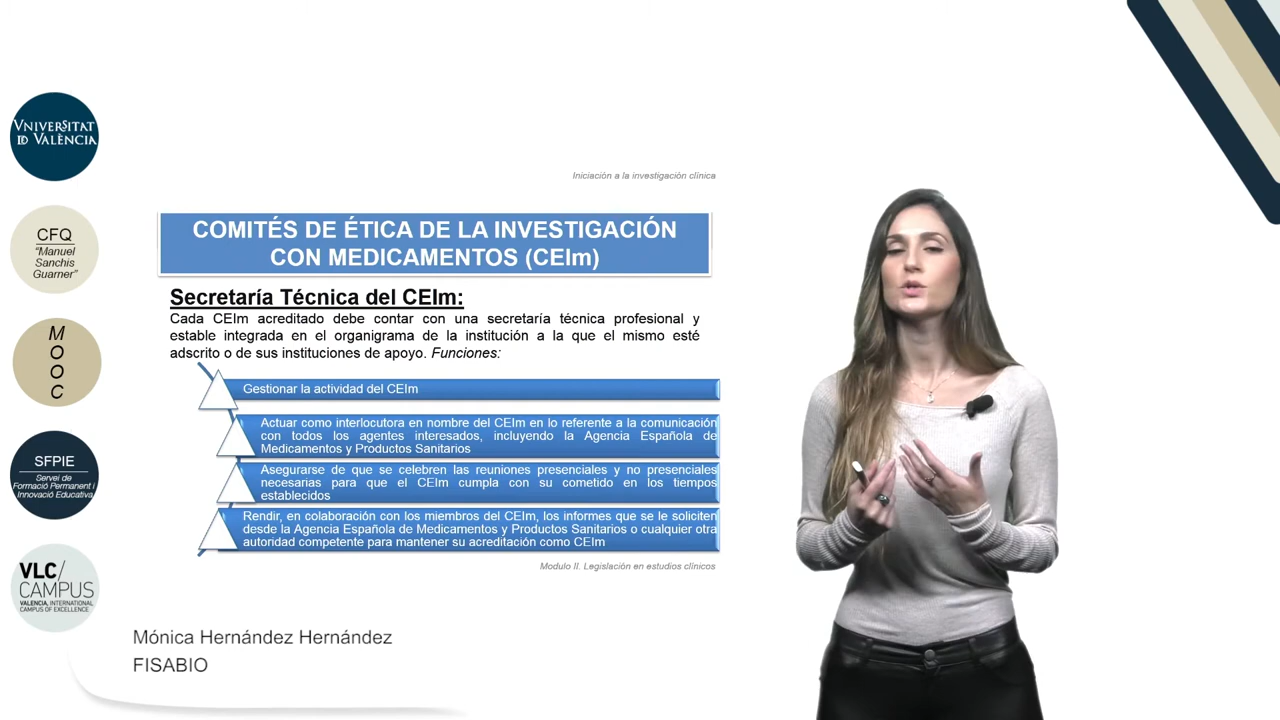 VNIVERSITAT
ID VALÈNCIA
CFQ
“Manuel
Sanchis
Guarner”
M
O
O
C
SFPIE
Servei de
Formació Permanent i
Innovació Educativa
VLC/
CAMPUS
VALENCIA, INTERNATIONAL
CAMPUS OF EXCELLENCE
Iniciación a la investigación clínica
COMITÉS DE ÉTICA DE LA INVESTIGACIÓN
CON MEDICAMENTOS (CEIm)
Secretaría Técnica del CEIm:
Cada CEIm acreditado debe contar con una secretaría técnica profesional y
estable integrada en el organigrama de la institución a la que el mismo esté
adscrito o de sus instituciones de apoyo. Funciones:
Gestionar la actividad del CEIm
Actuar como interlocutora en nombre del CEIm en lo referente a la comunicación
con todos los agentes interesados, incluyendo la Agencia Española de
Medicamentos y Productos Sanitarios
Asegurarse de que se celebren las reuniones presenciales y no presenciales
necesarias para que el CEIm cumpla con su cometido en los tiempos
establecidos
Rendir, en colaboración con los miembros del CEIm, los informes que se le soliciten
desde la Agencia Española de Medicamentos y Productos Sanitarios o cualquier otra
autoridad competente para mantener su acreditación como CEIm
Modulo II. Legislación en estudios clínicos
Mónica Hernández Hernández
FISABIO